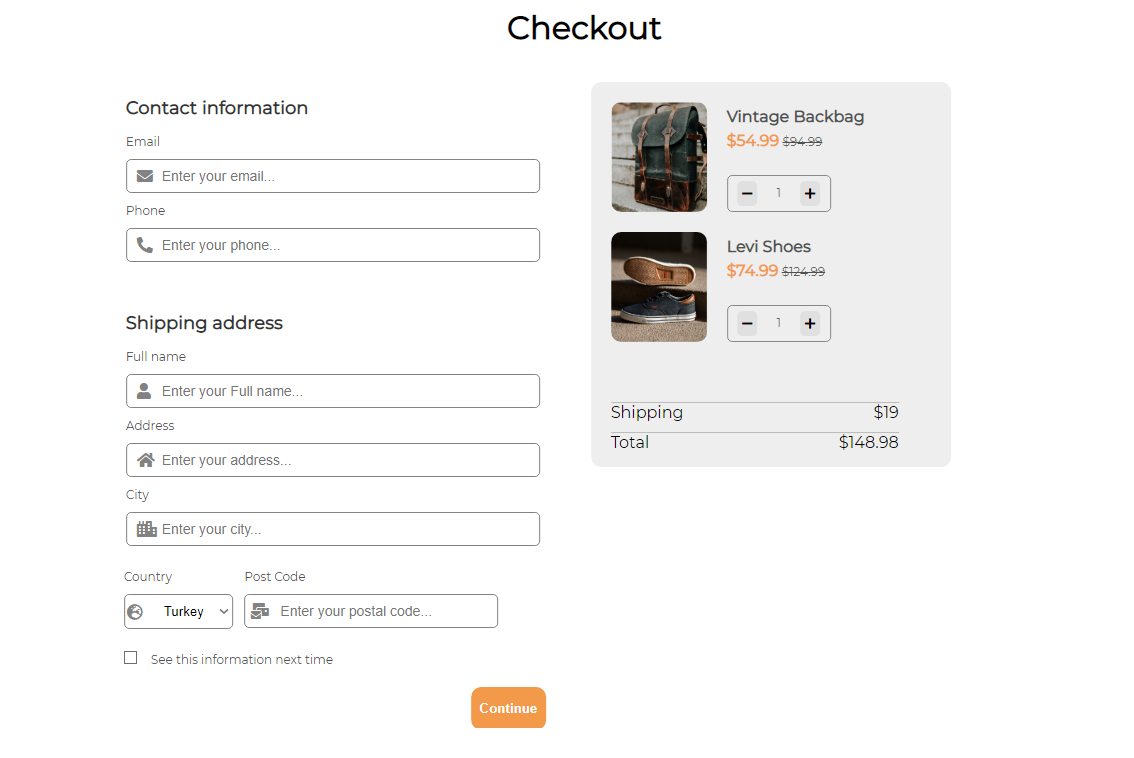 Checkout
Contact information
Email
Enter your email...
Phone
Enter your phone...
Shipping address
Full name
Enter your Full name...
Address
Enter your address...
City
Enter your city...
Country
Post Code
Turkey
Enter your postal code...
See this information next time
Continue
Vintage Backbag
$54.99 $94.99
1
Levi Shoes
$74.99 $124.99
1
Shipping $19
Total $148.98